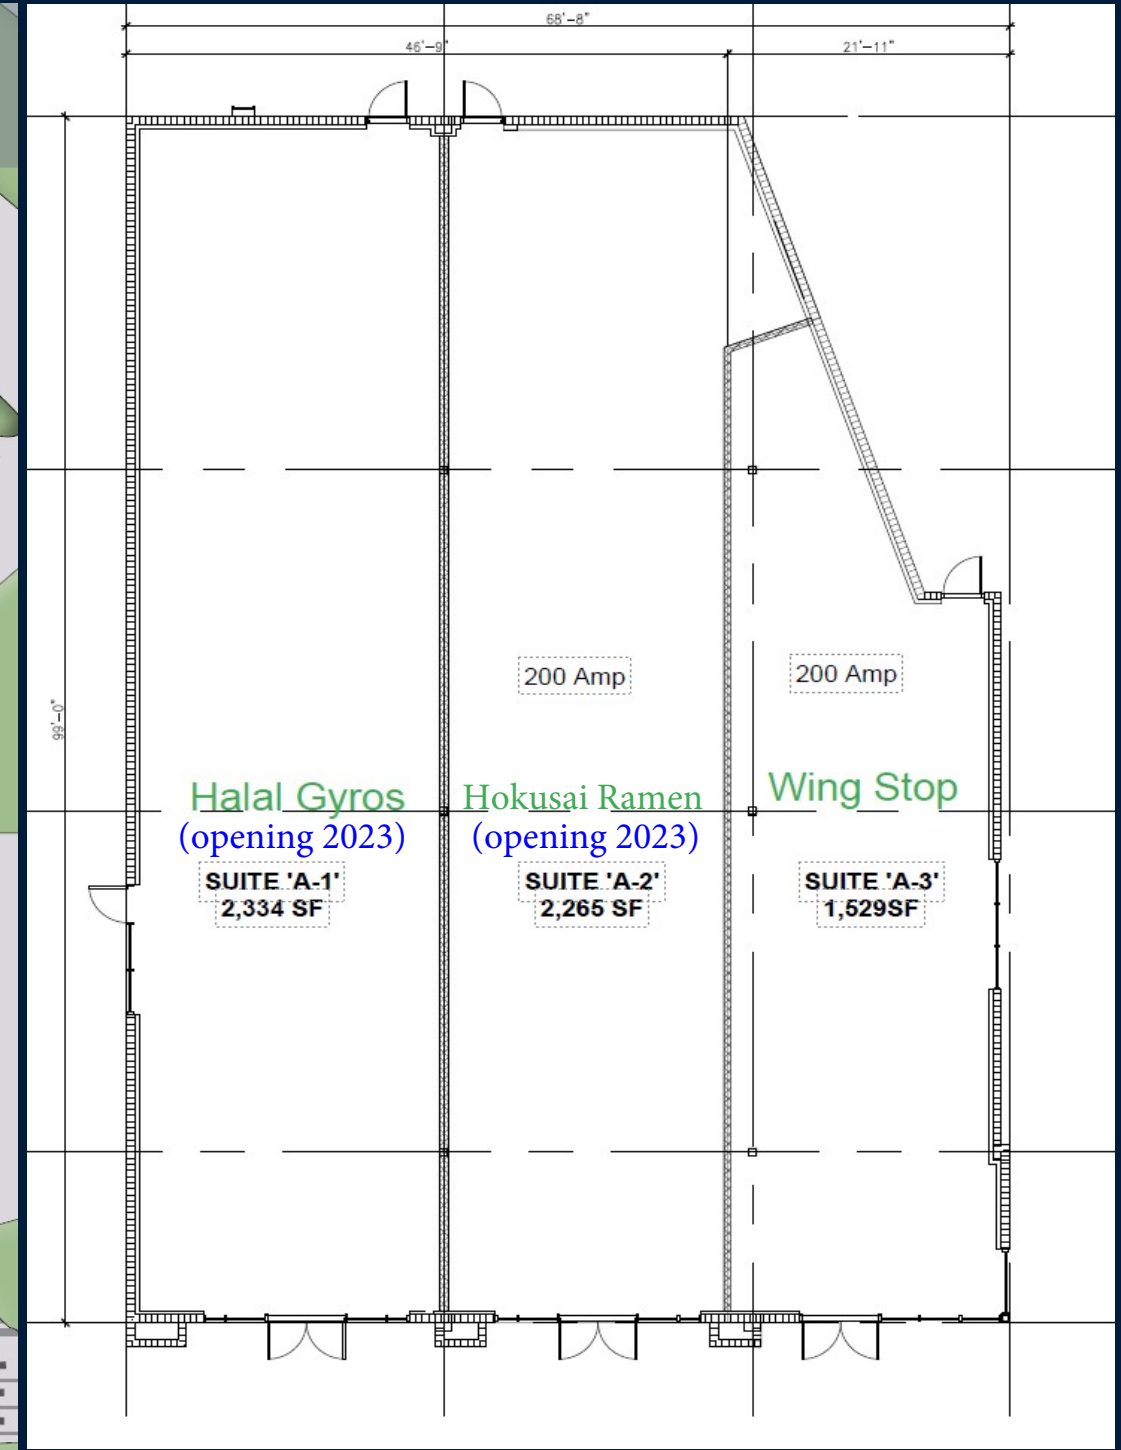 68'-8"
46'-9"
21'-11"
99'-0"
200 Amp
200 Amp
Halal Gyros
(opening 2023)
SUITE 'A-1'
2,334 SF
Hokusai Ramen
(opening 2023)
SUITE 'A-2'
2,265 SF
Wing Stop
SUITE 'A-3'
1,529SF